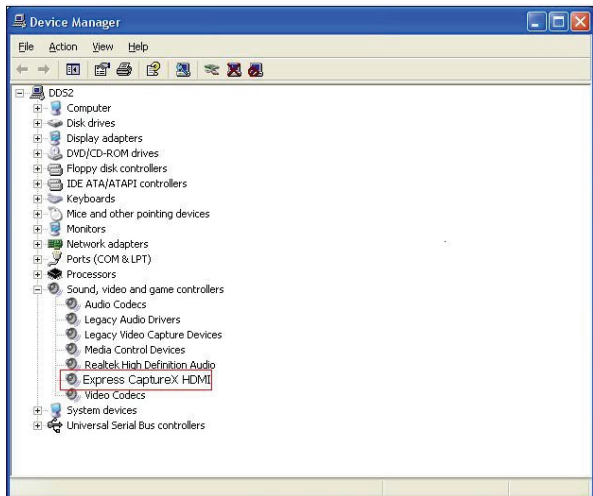 Device Manager
File Action View Help
DDS2
Computer
Disk drives
Display adapters
DVD/CD-ROM drives
Floppy disk controllers
IDE ATA/ATAPI controllers
Keyboards
Mice and other pointing devices
Monitors
Network adapters
Ports (COM & LPT)
Processors
Sound, video and game controllers
Audio Codecs
Legacy Audio Drivers
Legacy Video Capture Devices
Media Control Devices
Realtek High Definition Audio
Express CaptureX HDMI
Video Codecs
System devices
Universal Serial Bus controllers